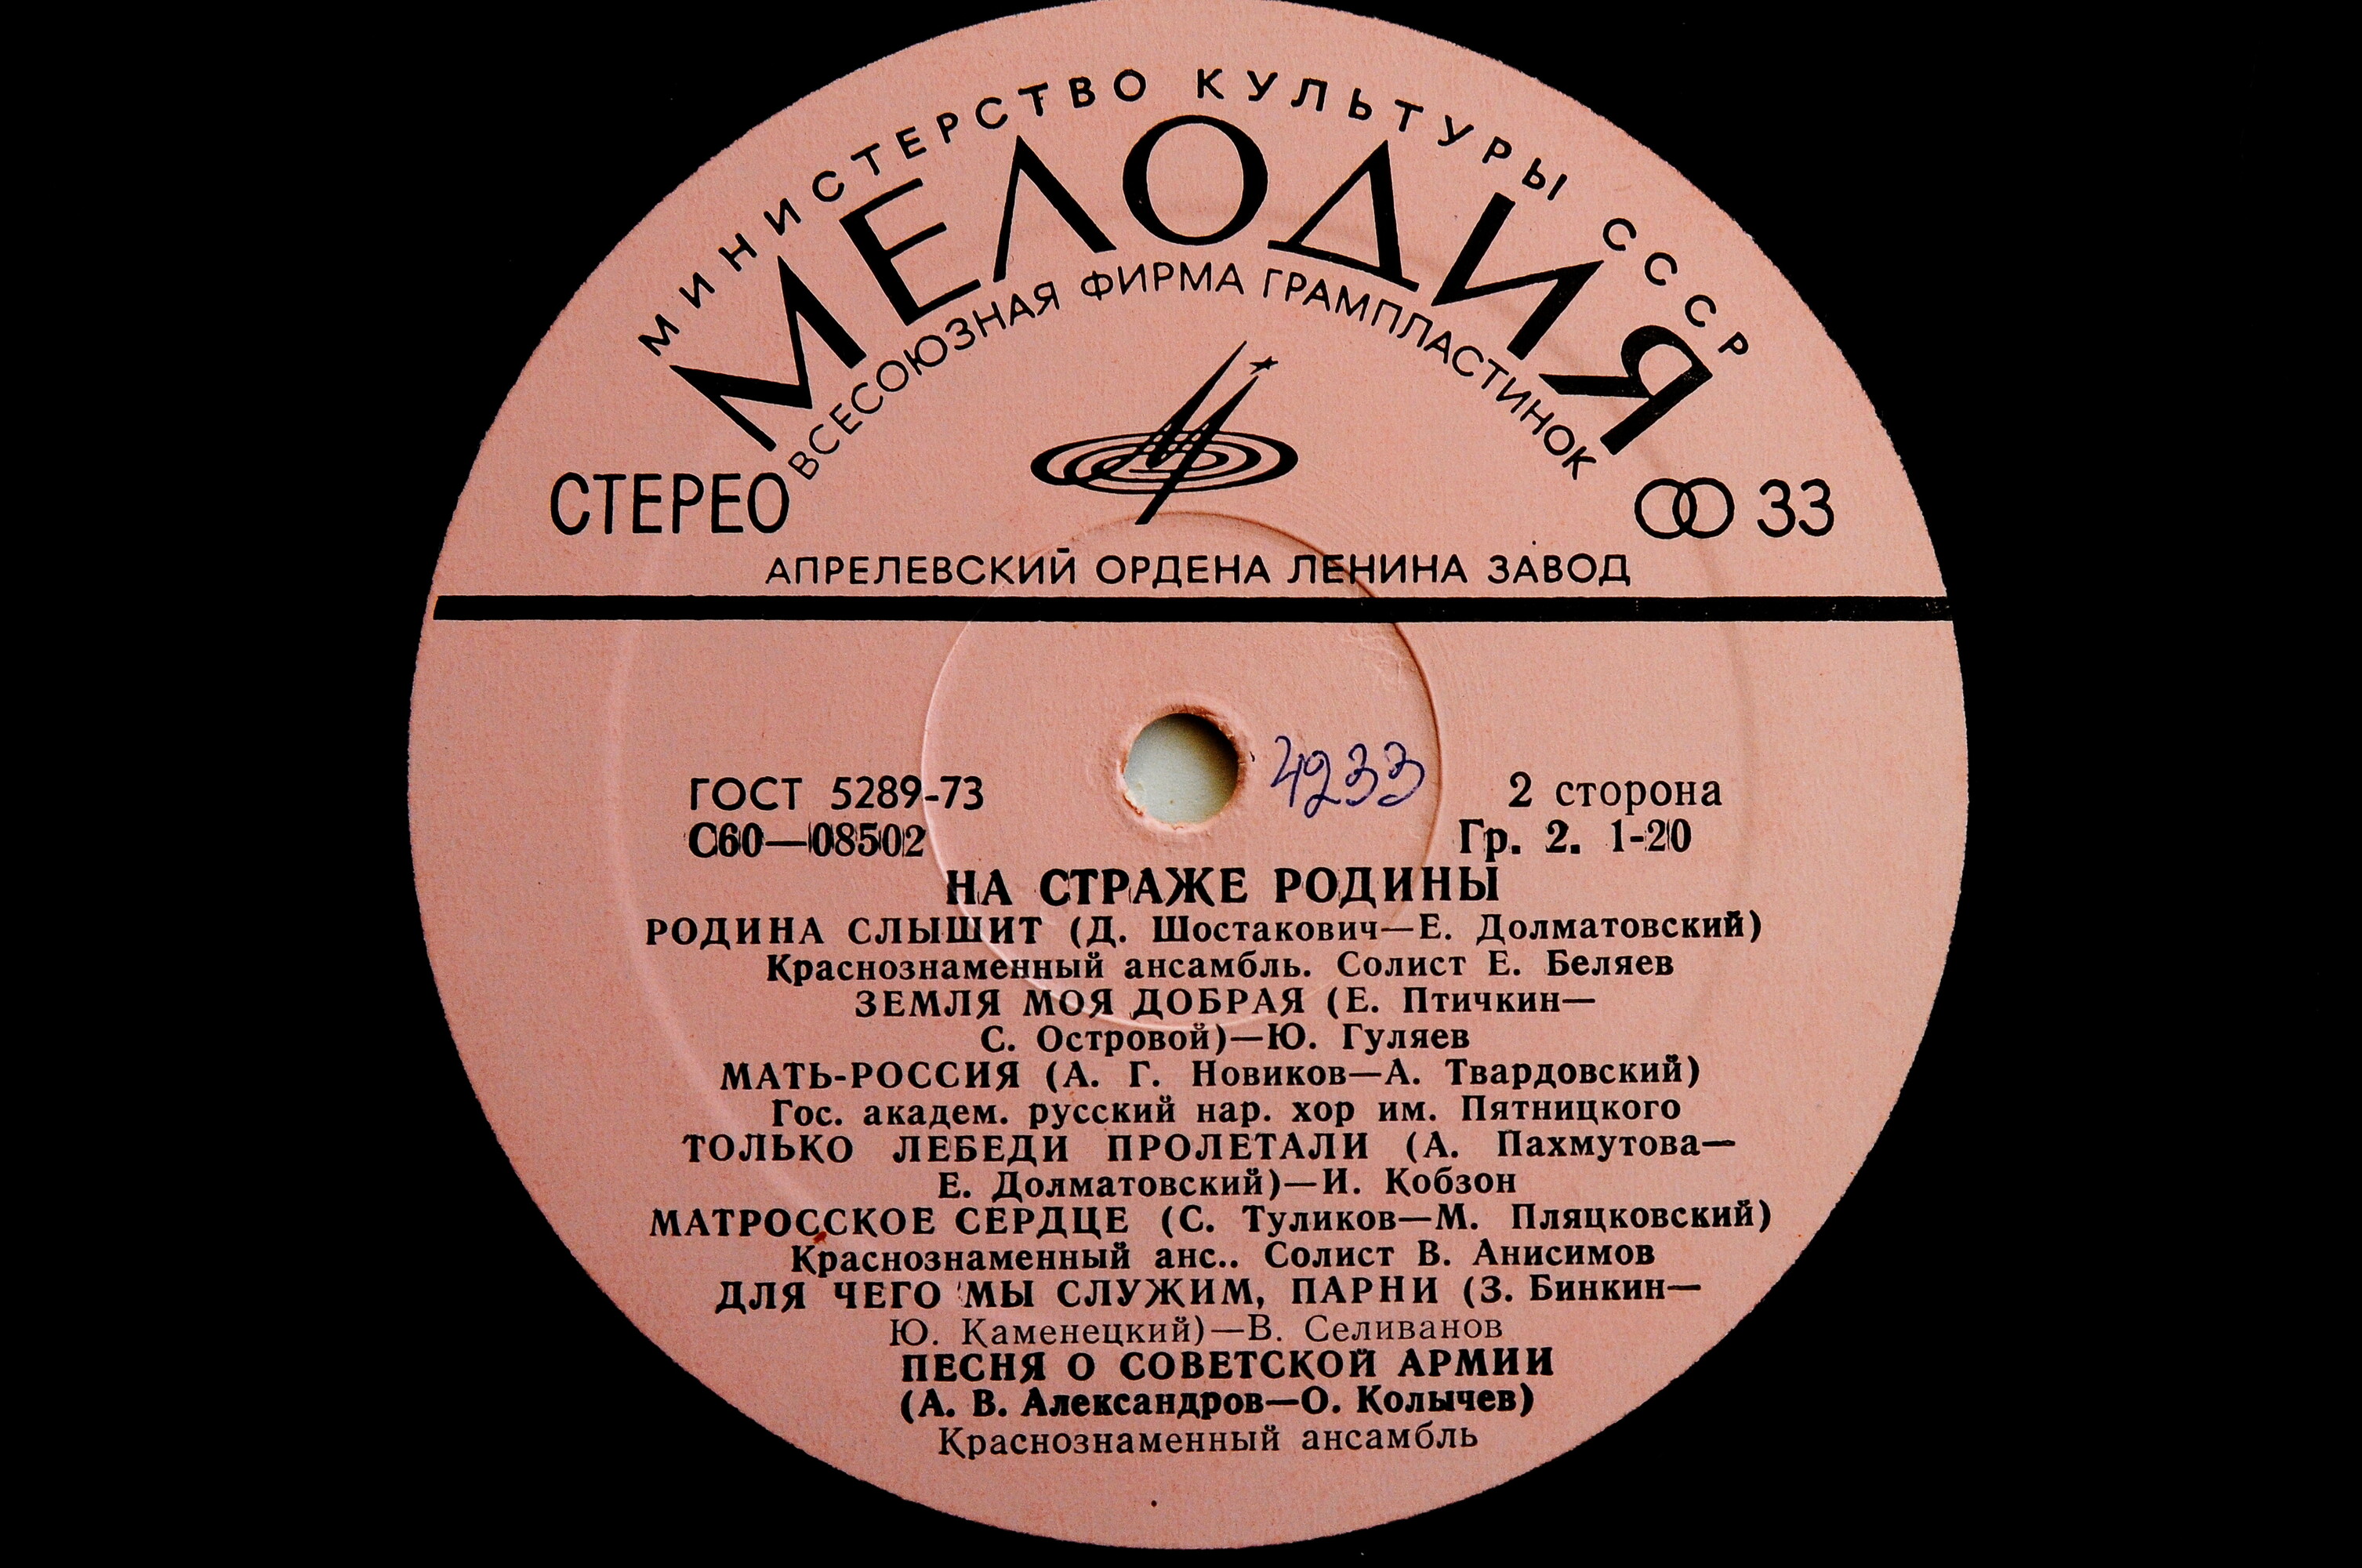 МИНИСТЕРСТВО КУЛЬТУРЫ СССР
МЕЛОДИЯ
ВСЕСОЮЗНАЯ ФИРМА ГРАМПЛАСТИНОК
СТЕРЕО 33
АПРЕЛЕВСКИЙ ОРДЕНА ЛЕНИНА ЗАВОД
4233
ГОСТ 5289-73 2 сторона
С60—08502 Гр. 2. 1-20
НА СТРАЖЕ РОДИНЫ
РОДИНА СЛЫШИТ (Д. Шостакович—Е. Долматовский)
Краснознаменный ансамбль. Солист Е. Беляев
ЗЕМЛЯ МОЯ ДОБРАЯ (Е. Птичкин—
С. Островой)—Ю. Гуляев
МАТЬ-РОССИЯ (А. Г. Новиков—А. Твардовский)
Гос. академ. русский нар. хор им. Пятницкого
ТОЛЬКО ЛЕБЕДИ ПРОЛЕТАЛИ (А. Пахмутова—
Е. Долматовский)—И. Кобзон
МАТРОССКОЕ СЕРДЦЕ (С. Туликов—М. Пляцковский)
Краснознаменный анс.. Солист В. Анисимов
ДЛЯ ЧЕГО МЫ СЛУЖИМ, ПАРНИ (З. Бинкин—
Ю. Каменецкий)—В. Селиванов
ПЕСНЯ О СОВЕТСКОЙ АРМИИ
(А. В. Александров—О. Колычев)
Краснознаменный ансамбль